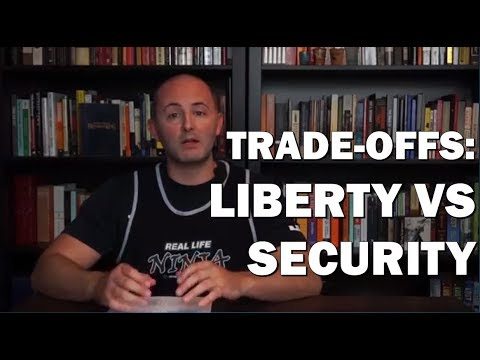 TRADE-OFFS:
LIBERTY VS
SECURITY
REAL LIFE
NINJA